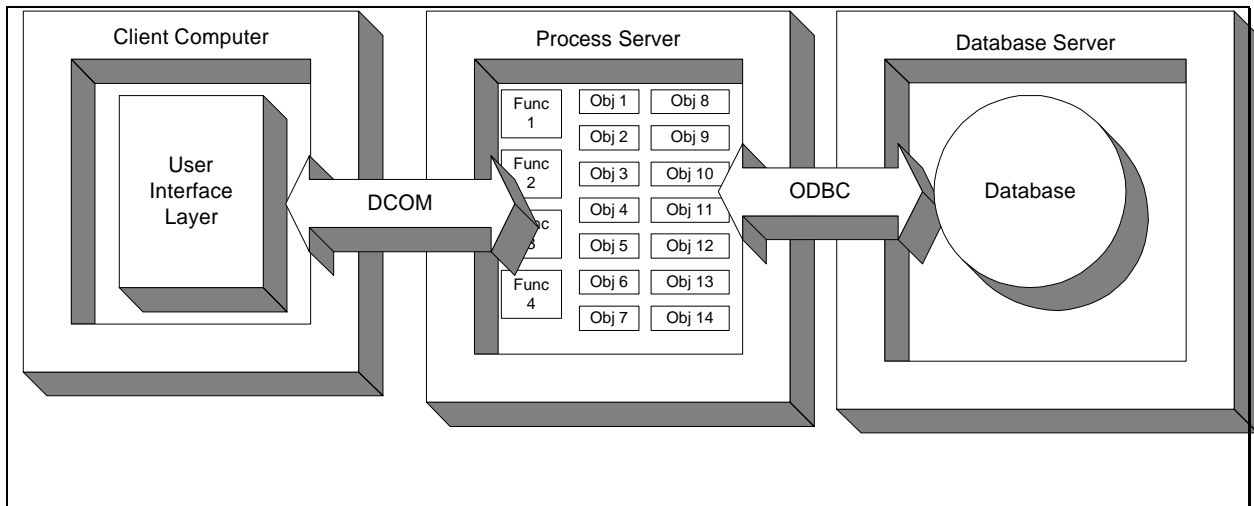 Client Computer
Process Server
Database Server
User
Interface
Layer
DCOM
Func
1
Func
2
3
Func
4
Obj 1
Obj 2
Obj 3
Obj 4
Obj 5
Obj 6
Obj 7
Obj 8
Obj 9
Obj 10
Obj 11
Obj 12
Obj 13
Obj 14
ODBC
Database